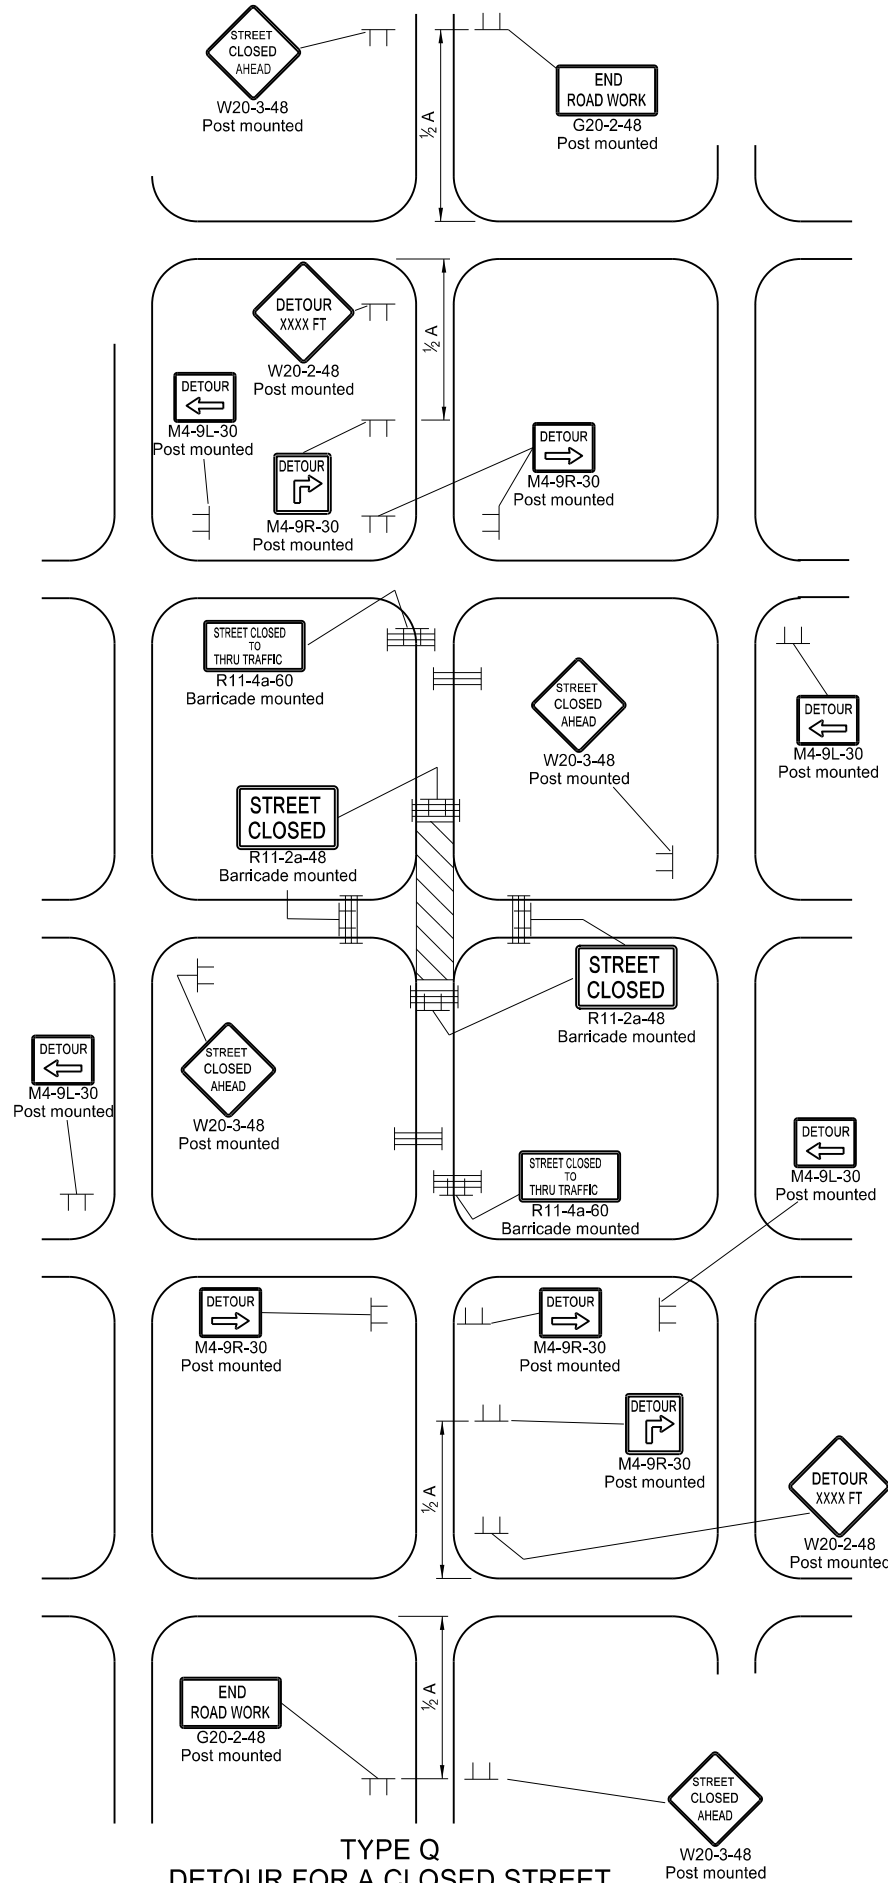 STREET
CLOSED
AHEAD
W20-3-48
Post mounted
END
ROAD WORK
G20-2-48
Post mounted
½ A
DETOUR
XXXX FT
W20-2-48
Post mounted
½ A
DETOUR
M4-9L-30
Post mounted
DETOUR
M4-9R-30
Post mounted
DETOUR
M4-9R-30
Post mounted
STREET CLOSED
TO
THRU TRAFFIC
R11-4a-60
Barricade mounted
STREET
CLOSED
AHEAD
W20-3-48
Post mounted
DETOUR
M4-9L-30
Post mounted
STREET
CLOSED
R11-2a-48
Barricade mounted
STREET
CLOSED
R11-2a-48
Barricade mounted
DETOUR
M4-9L-30
Post mounted
STREET
CLOSED
AHEAD
W20-3-48
Post mounted
DETOUR
M4-9L-30
Post mounted
STREET CLOSED
TO
THRU TRAFFIC
R11-4a-60
Barricade mounted
DETOUR
M4-9R-30
Post mounted
DETOUR
M4-9R-30
Post mounted
DETOUR
M4-9R-30
Post mounted
½ A
DETOUR
XXXX FT
W20-2-48
Post mounted
END
ROAD WORK
G20-2-48
Post mounted
½ A
STREET
CLOSED
AHEAD
W20-3-48
Post mounted
TYPE Q
DETOUR FOR A CLOSED STREET